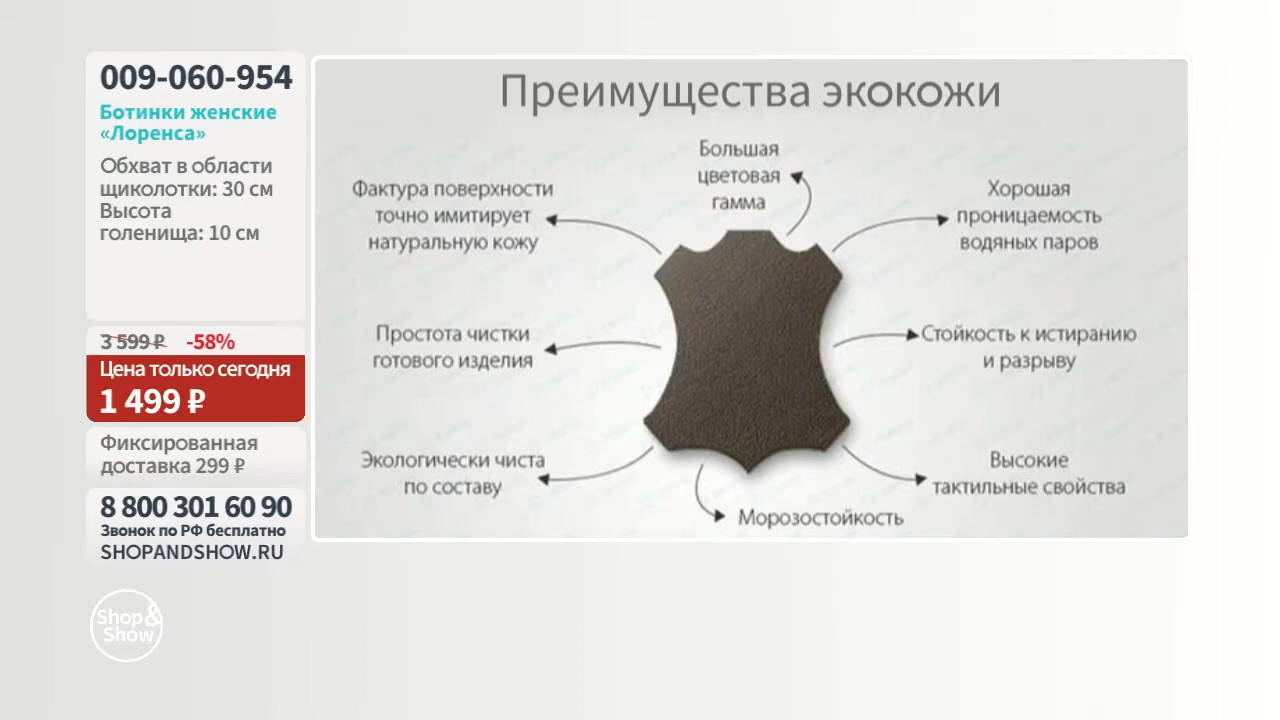 009-060-954
Ботинки женские
«Лоренса»
Обхват в области
щиколотки: 30 см
Высота
голенища: 10 см
3 599 ₽ -58%
Цена только сегодня
1 499 ₽
Фиксированная
доставка 299 ₽
8 800 301 60 90
Звонок по РФ бесплатно
SHOPANDSHOW.RU
Shop&
Show
Преимущества экокожи
Большая
цветовая
гамма
Фактура поверхности
точно имитирует
натуральную кожу
Хорошая
проницаемость
водяных паров
Простота чистки
готового изделия
Стойкость к истиранию
и разрыву
Экологически чиста
по составу
Высокие
тактильные свойства
Морозостойкость